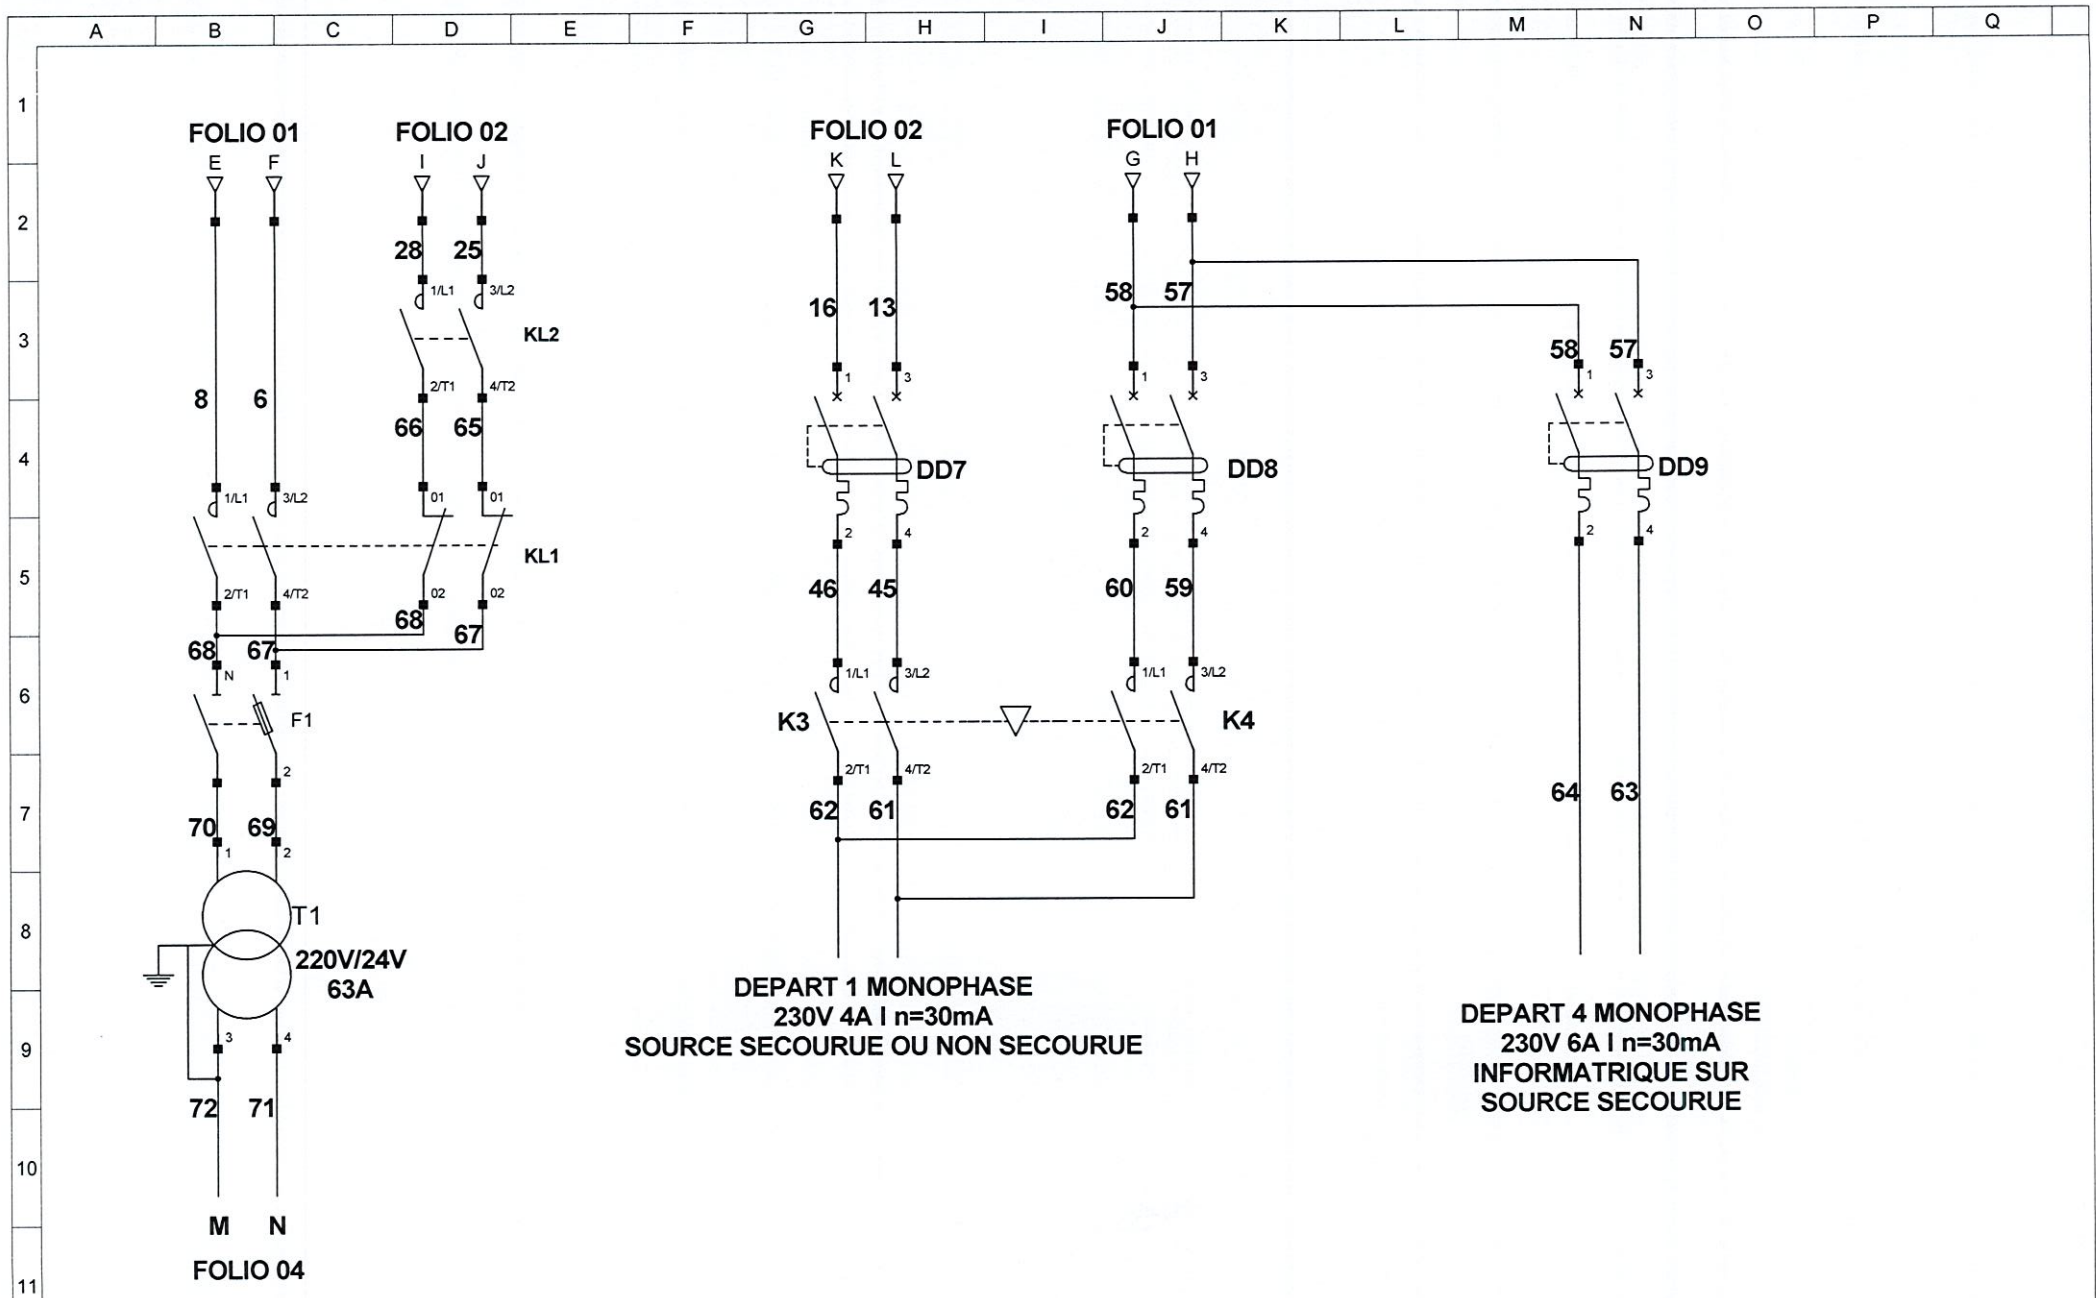 A B C D E F G H I J K L M N O P Q
1
FOLIO 01 FOLIO 02 FOLIO 02 FOLIO 01
E F I J K L G H
2
28 25
1/L1 3/L2
16 13 58 57
3
KL2
58 57
2/T1 4/T2
1 3 1 3 1 3
8 6
66 65
4
DD7 DD8 DD9
1/L1 3/L2 01 01
2 4 2 4 2 4
KL1
5
2/T1 4/T2 02 02
46 45 60 59
68 67
68 67
N 1
1/L1 3/L2 1/L1 3/L2
6
F1
K3 K4
2
2/T1 4/T2 2/T1 4/T2
64 63
7
62 61 62 61
70 69
1 2
T1
8
220V/24V
63A
DEPART 1 MONOPHASE
230V 4A I n=30mA
SOURCE SECOURUE OU NON SECOURUE
DEPART 4 MONOPHASE
230V 6A I n=30mA
INFORMATRIQUE SUR
SOURCE SECOURUE
3 4
9
72 71
10
M N
FOLIO 04
11